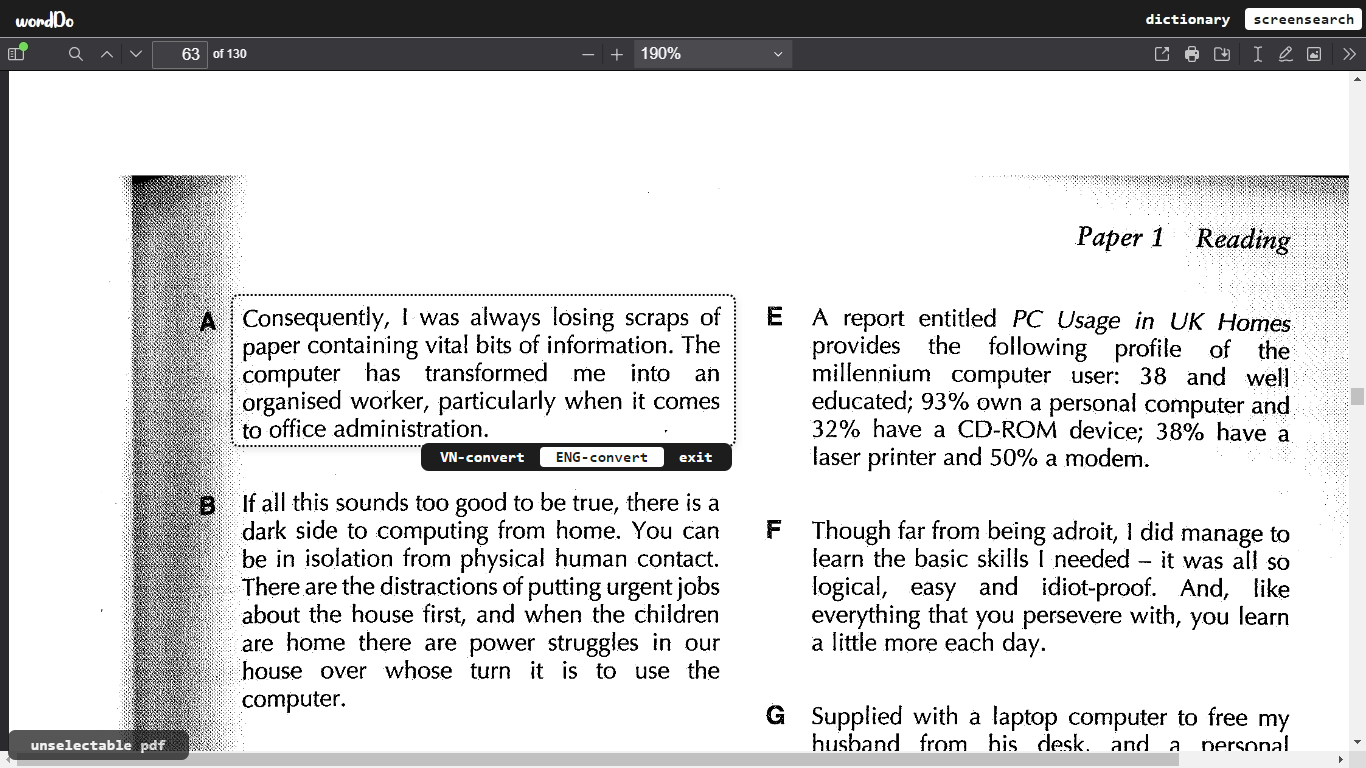 wordDo
dictionary
screensearch
63 of 130
190%
Paper 1 Reading
A
Consequently, I was always losing scraps of
paper containing vital bits of information. The
computer has transformed me into an
organised worker, particularly when it comes
to office administration.
VN-convert
ENG-convert
exit
B
If all this sounds too good to be true, there is a
dark side to computing from home. You can
be in isolation from physical human contact.
There are the distractions of putting urgent jobs
about the house first, and when the children
are home there are power struggles in our
house over whose turn it is to use the
computer.
E
A report entitled PC Usage in UK Homes
provides the following profile of the
millennium computer user: 38 and well
educated; 93% own a personal computer and
32% have a CD-ROM device; 38% have a
laser printer and 50% a modem.
F
Though far from being adroit, I did manage to
learn the basic skills I needed – it was all so
logical, easy and idiot-proof. And, like
everything that you persevere with, you learn
a little more each day.
G
Supplied with a laptop computer to free my
husband from his desk, and a personal
unselectable pdf